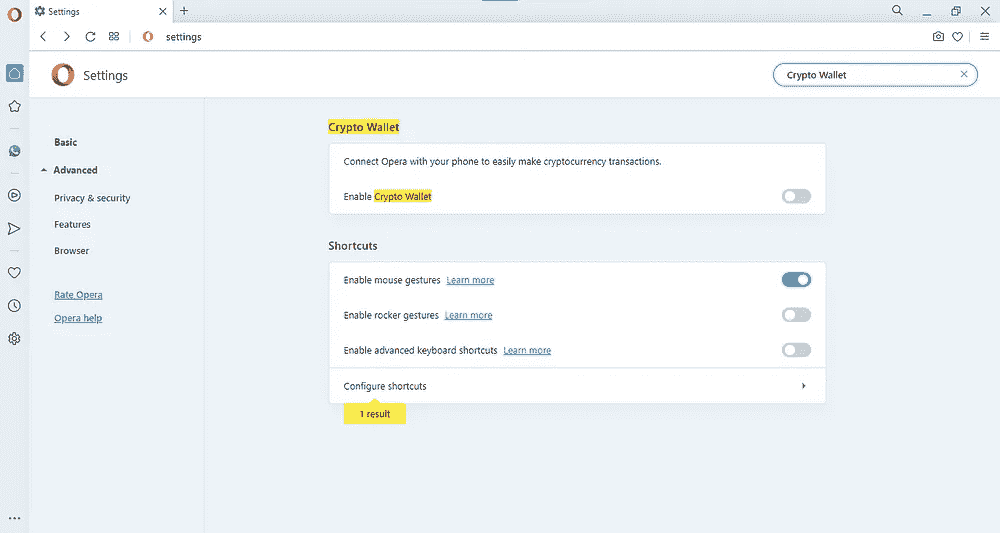 Settings
settings
Settings
Crypto Wallet
Basic
Advanced
Privacy & security
Features
Browser
Rate Opera
Opera help
Crypto Wallet
Connect Opera with your phone to easily make cryptocurrency transactions.
Enable Crypto Wallet
Shortcuts
Enable mouse gestures Learn more
Enable rocker gestures Learn more
Enable advanced keyboard shortcuts Learn more
Configure shortcuts
1 result